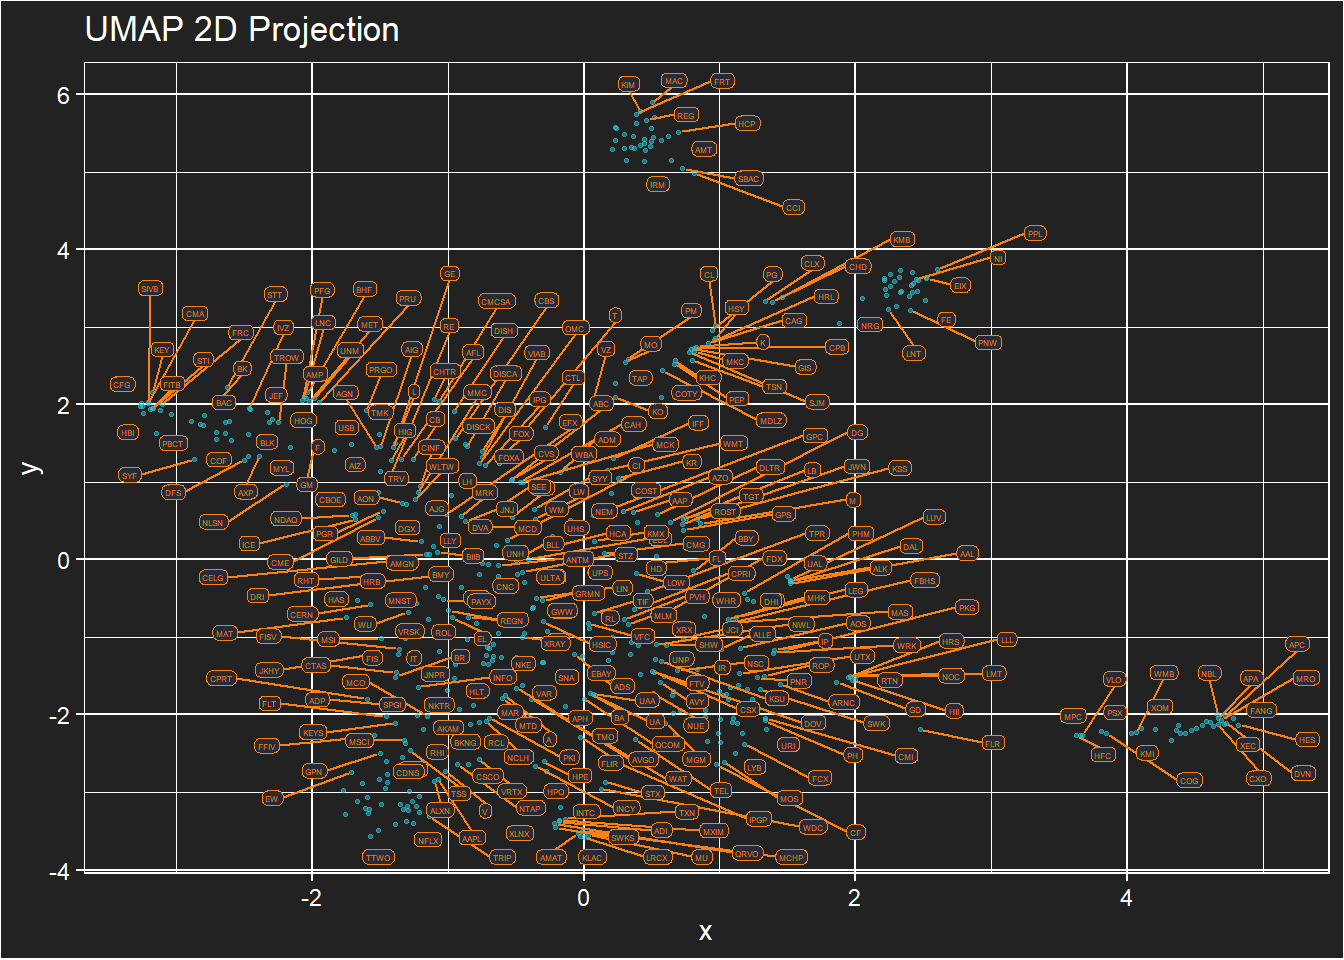 UMAP 2D Projection
KIM
MAC
FRT
6
REG
HCP
AMT
IRM
SBAC
CCI
PPL
KMB
4
NI
CLX
CHD
GE
CL
PG
SIVB
EIX
STT
PFG
BHF
PRU
CMCSA
CBS
HRL
CMA
T
PM
HSY
FE
FRC
IVZ
LNC
MET
RE
DISH
OMC
CAG
NRG
KEY
STI
TROW
UNM
AIG
AFL
VIAB
VZ
MO
K
CPB
LNT
PNW
BK
PRGO
CHTR
DISCA
CTL
MKC
GIS
CFG
FITB
AMP
TAP
KHC
TSN
JEF
AGN
L
MMC
IPG
COTY
PEP
SJM
2
BAC
TMK
DIS
ABC
KO
MDLZ
HOG
USB
HIG
CB
DISCK
FOX
EFX
CAH
IFF
HBI
PBCT
BLK
F
CINF
ADM
MCK
WMT
GPC
DG
SYF
COF
MYL
AIZ
WLTW
FOXA
CVS
WBA
CI
KR
DLTR
LB
JWN
KSS
DFS
AXP
GM
TRV
LH
MRK
SEE
LW
SYY
COST
AZO
TGT
M
CBOE
AON
AJG
JNJ
WM
NEM
AAP
ROST
GPS
NLSN
NDAQ
DGX
DVA
MCD
UHS
HCA
KMX
LUV
ICE
PGR
ABBV
LLY
BLL
CMG
BBY
TPR
PHM
DAL
AAL
CME
GILD
AMGN
BIIB
UNH
ANTM
STZ
FL
FDX
UAL
ALK
CELG
RHT
HRB
BMY
CNC
ULTA
UPS
HD
LOW
CPRI
FBHS
DRI
HAS
MNST
PAYX
GRMN
LIN
TIF
PVH
WHR
DHI
MHK
LEG
PKG
CERN
WU
REGN
GWW
RL
MLM
NWL
AOS
MAS
MAT
FISV
MSI
VRSK
ROL
EL
XRAY
HSIC
VFC
XRX
SHW
JCI
ALLE
IP
WRK
HRS
LLL
JKHY
CTAS
FIS
IT
BR
NKE
UNP
IR
NSC
ROP
UTX
APC
CPRT
MCO
JNPR
INFO
SNA
EBAY
FTV
PNR
RTN
NOC
LMT
VLO
WMB
NBL
APA
MRO
FLT
ADP
SPGI
NKTR
HLT
VAR
ADS
UAA
AVY
KSU
ARNC
GD
HII
MPC
PSX
XOM
FANG
-2
KEYS
MAR
MTD
APH
BA
UA
NUE
CSX
DOV
SWK
FFIV
MSCI
AKAM
BKNG
RCL
A
TMO
QCOM
URI
FLR
HES
GPN
CDNS
RHI
NCLH
PKI
FLIR
AVGO
MGM
LYB
PH
CMI
HFC
KMI
XEC
EW
TSS
CSCO
HPE
WAT
FCX
COG
CXO
DVN
VRTX
HPQ
STX
TEL
MOS
ALXN
V
NTAP
INTC
INCY
TXN
IPGP
WDC
CF
NFLX
AAPL
XLNX
SWKS
ADI
MXIM
TTWO
TRIP
AMAT
KLAC
LRCX
MU
QRVO
MCHP
-4
-2
0
2
4
x
y
0